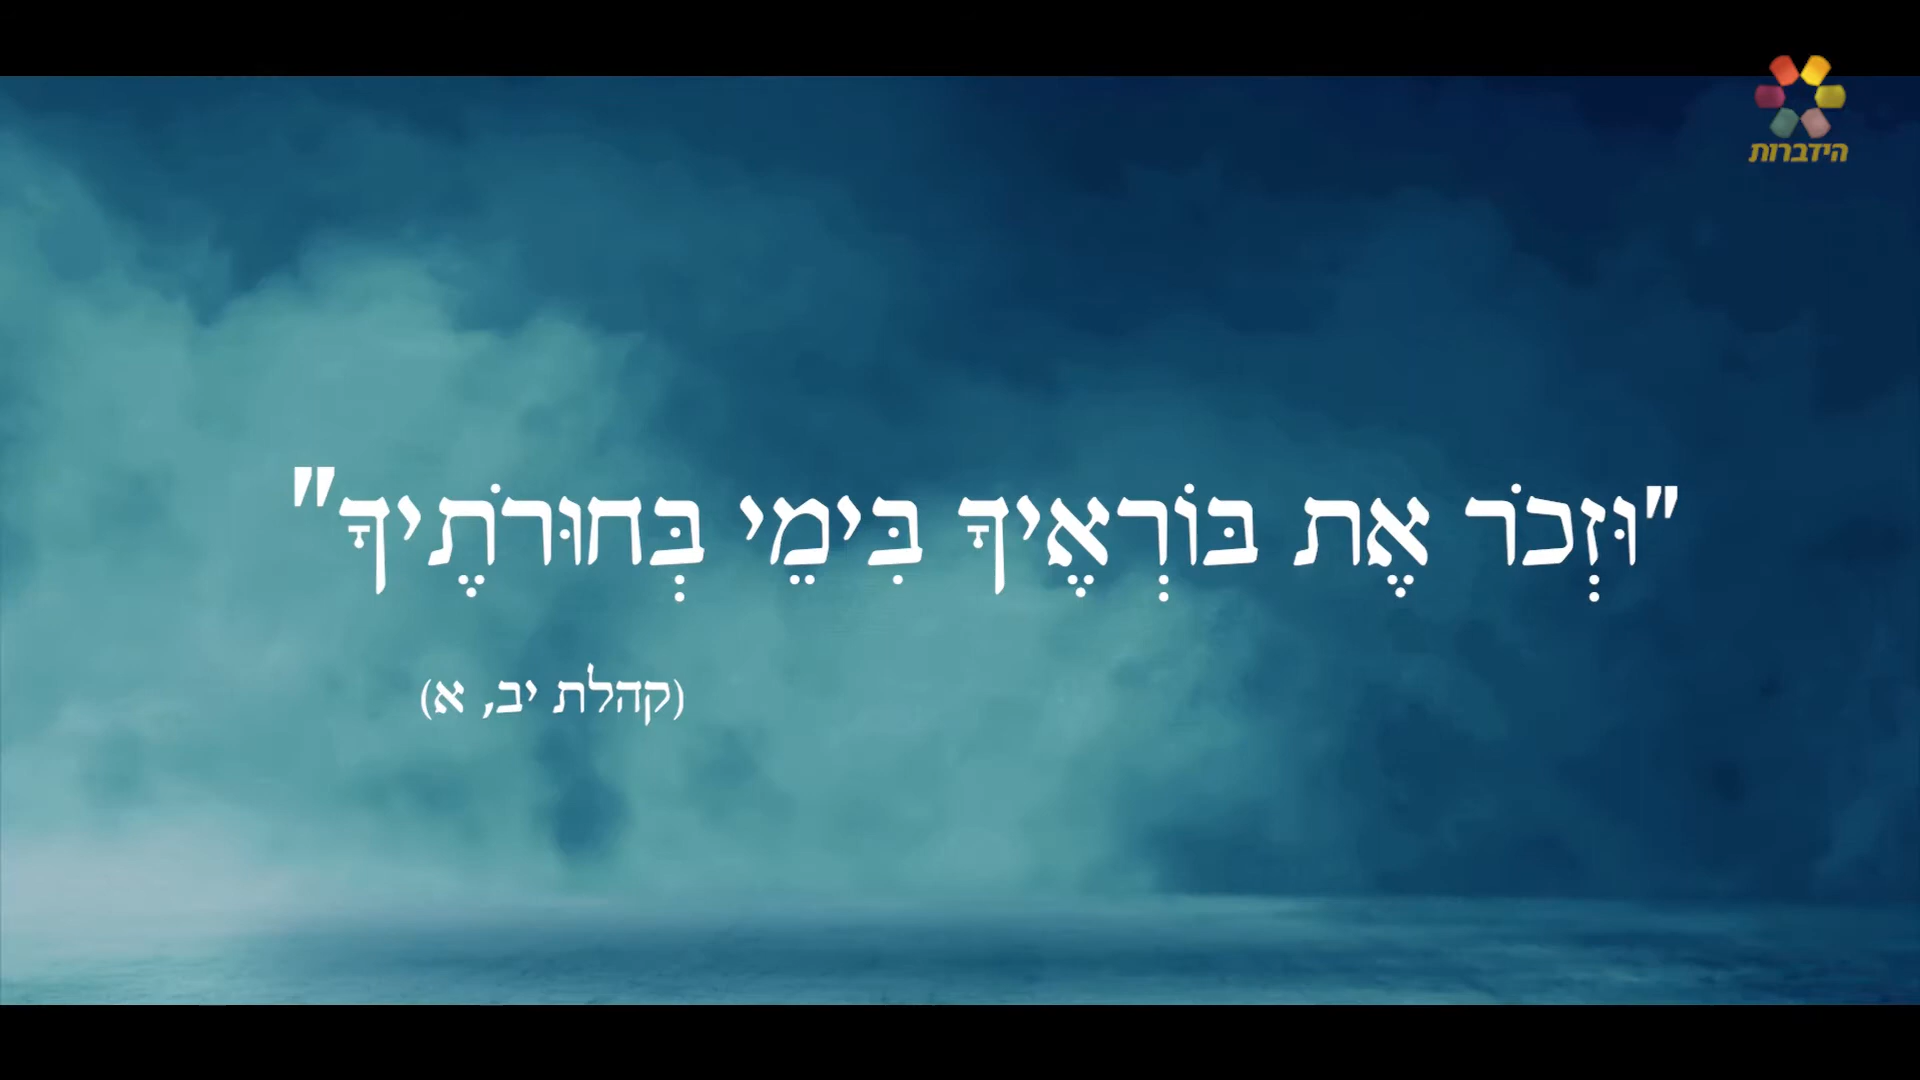 הידברות
"וּזְכֹר אֶת בּוֹרְאֶיךָ בִּימֵי בְּחוּרֹתֶיךָ"
(קהלת יב, א)